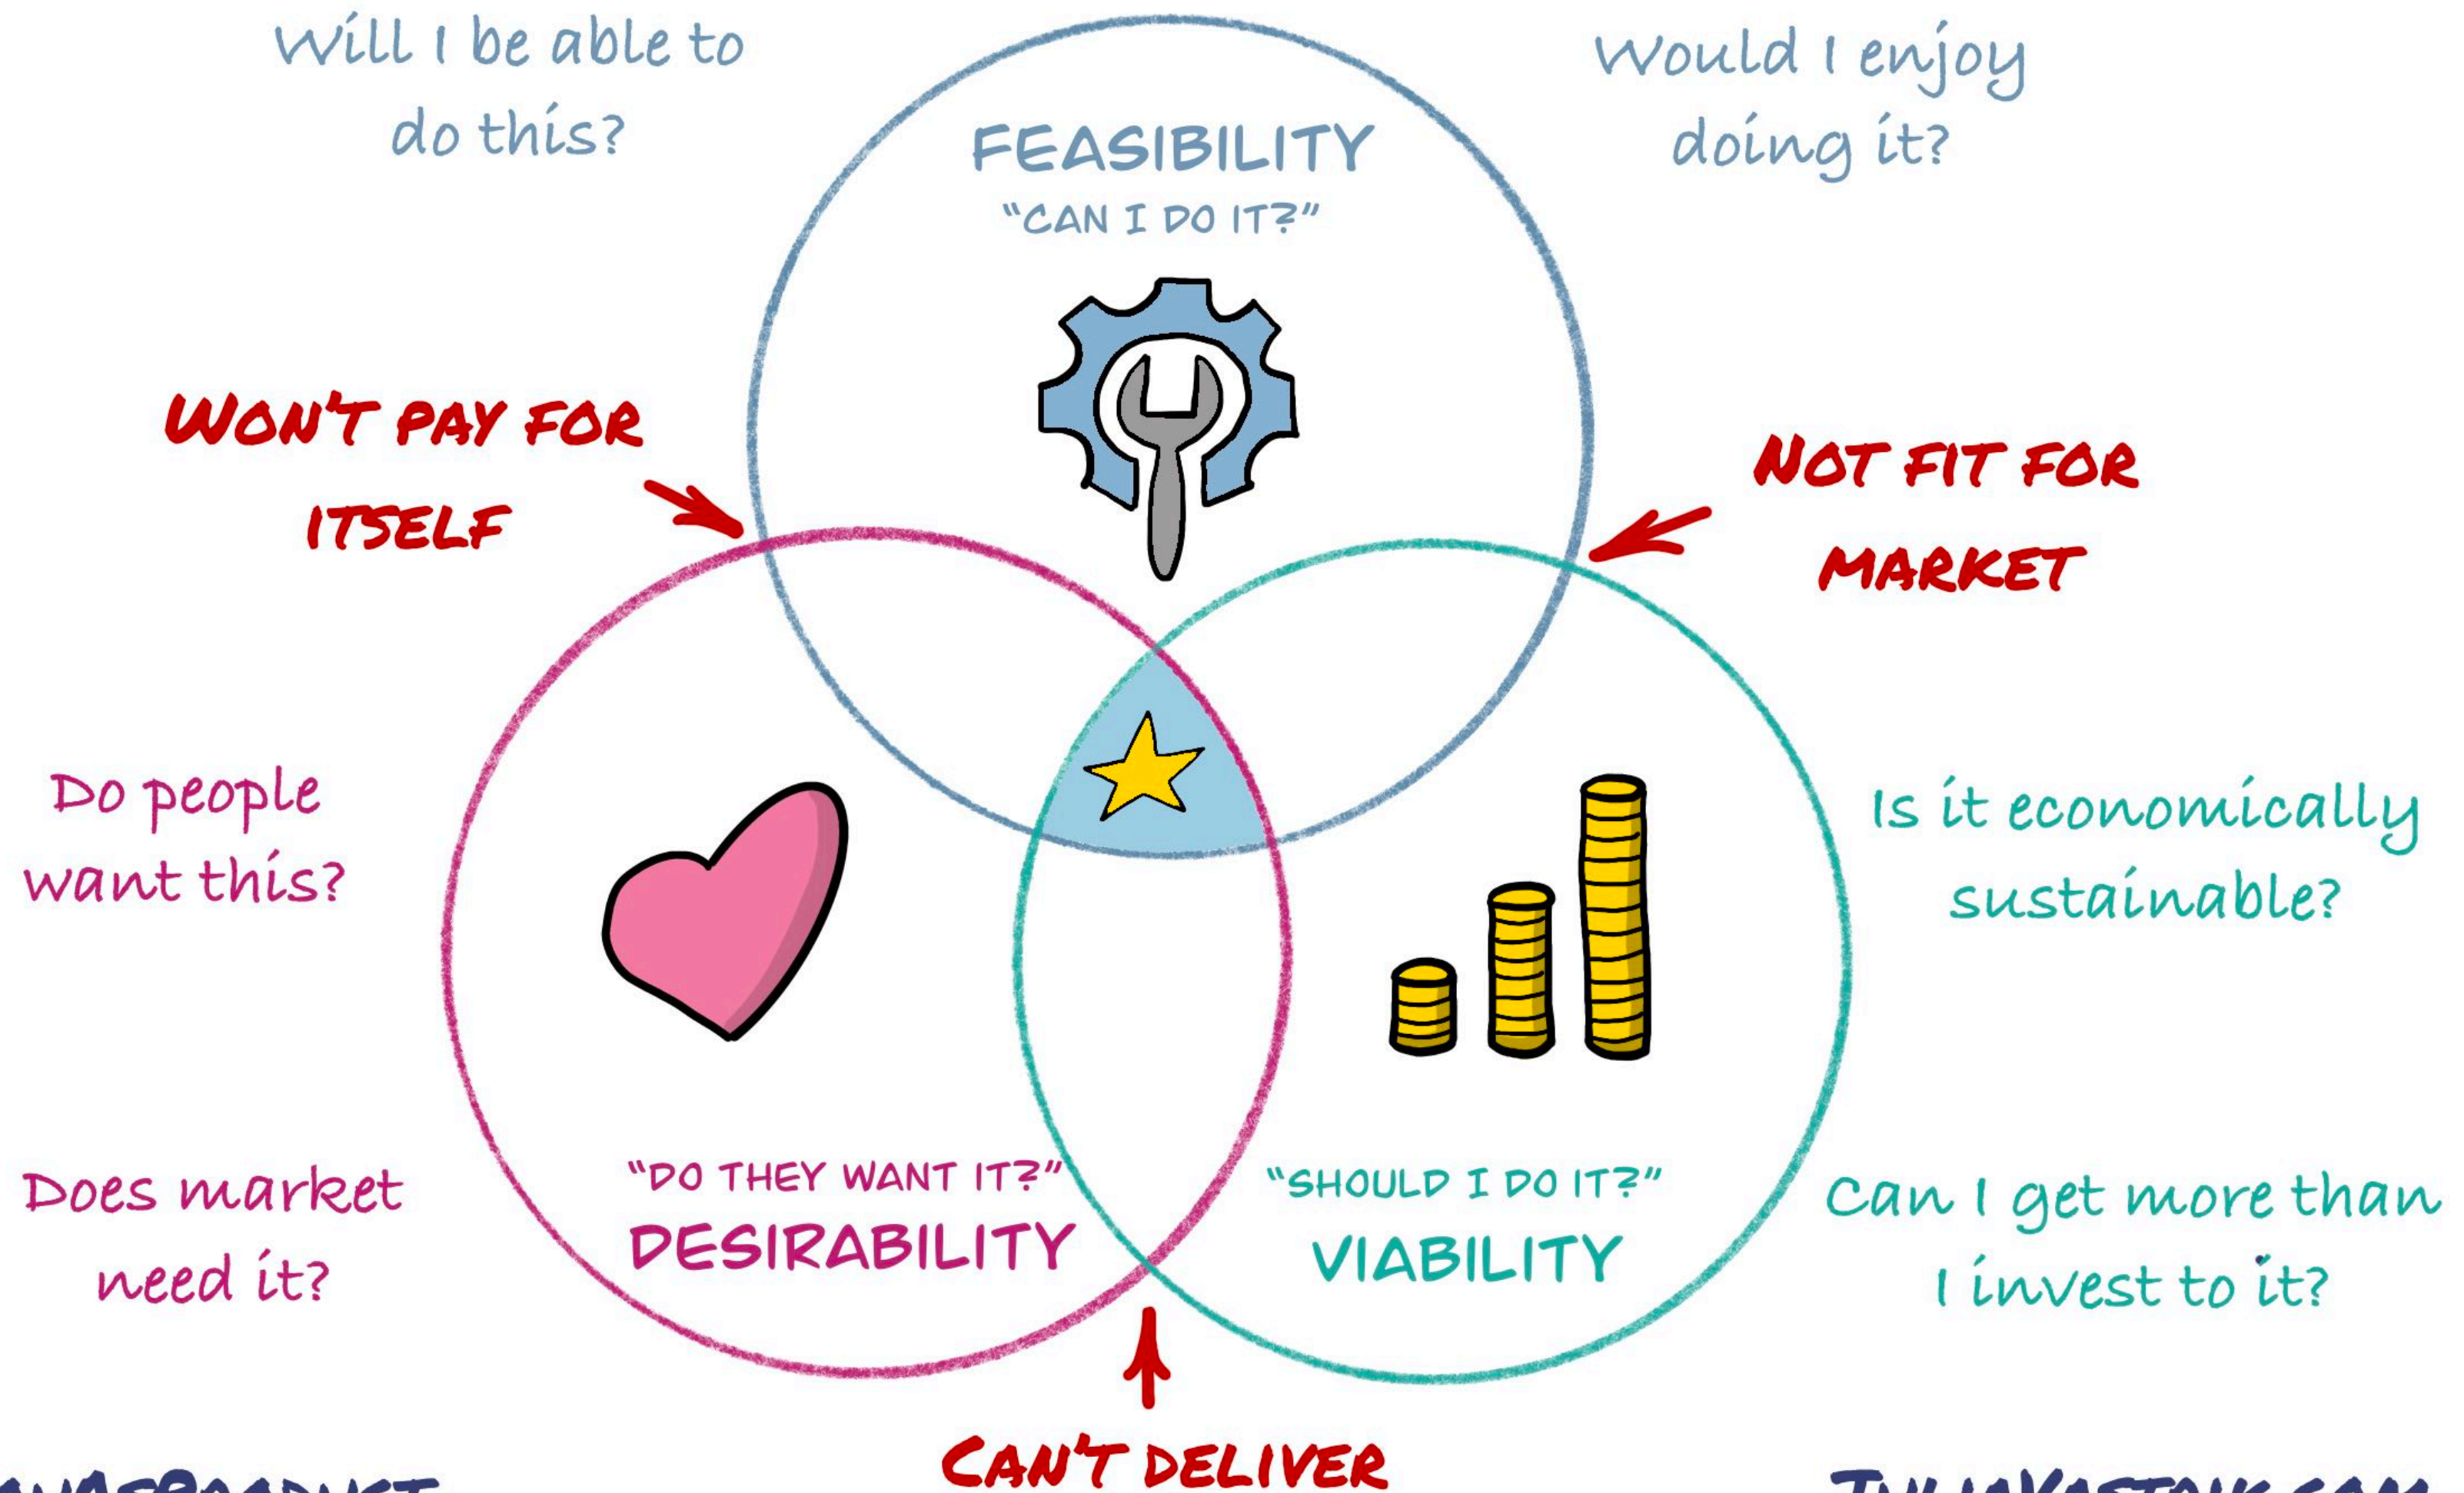 Will I be able to
do this?
Would I enjoy
doing it?
FEASIBILITY
"CAN I DO IT?"
WON'T PAY FOR
ITSELF
NOT FIT FOR
MARKET
Do people
want this?
Is it economically
sustainable?
"DO THEY WANT IT?"
DESIRABILITY
"SHOULD I DO IT?"
VIABILITY
Does market
need it?
Can I get more than
I invest to it?
CAN'T DELIVER